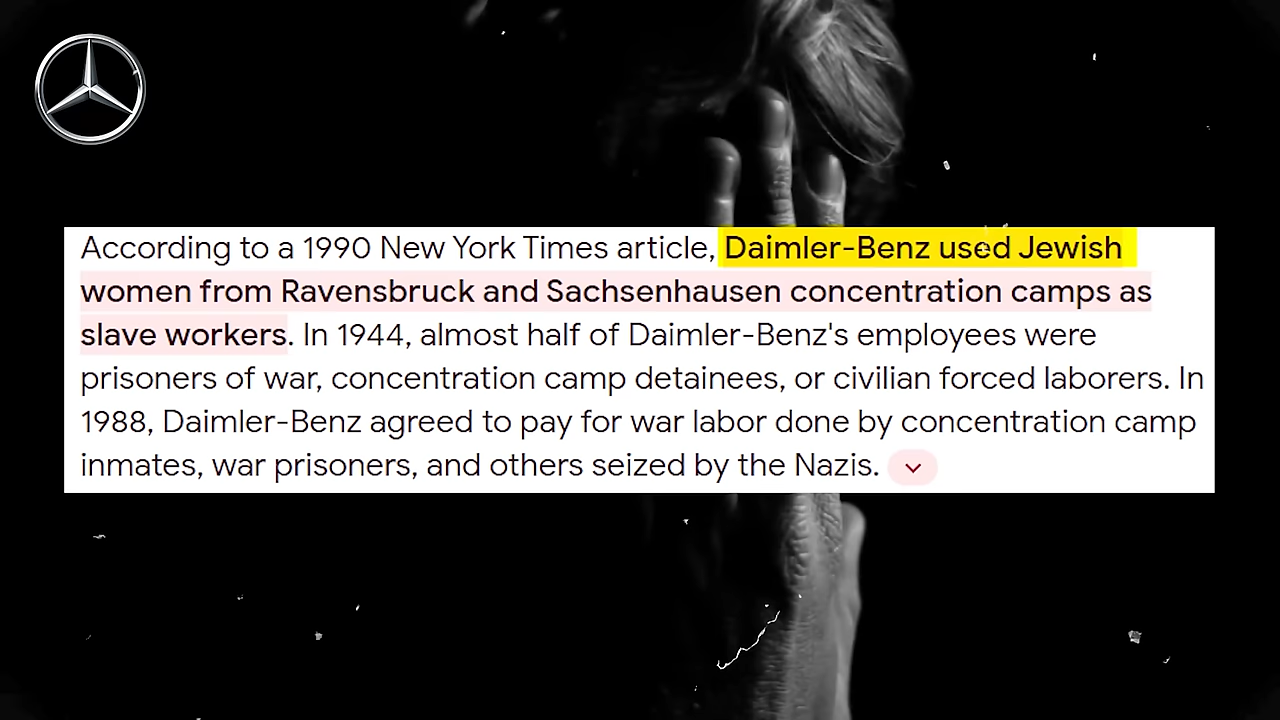 According to a 1990 New York Times article, Daimler-Benz used Jewish
women from Ravensbruck and Sachsenhausen concentration camps as
slave workers. In 1944, almost half of Daimler-Benz's employees were
prisoners of war, concentration camp detainees, or civilian forced laborers. In
1988, Daimler-Benz agreed to pay for war labor done by concentration camp
inmates, war prisoners, and others seized by the Nazis.